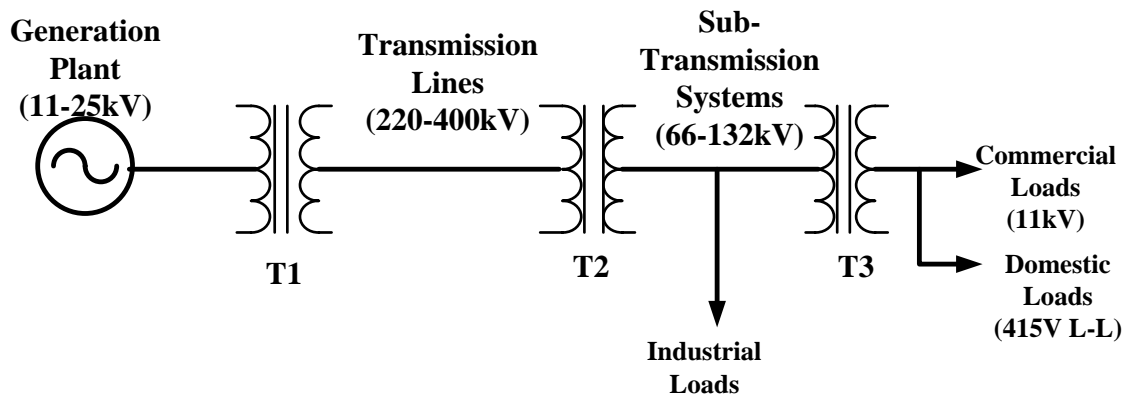 Generation
Plant
(11-25kV)
Transmission
Lines
(220-400kV)
Sub-
Transmission
Systems
(66-132kV)
Commercial
Loads
(11kV)
Domestic
Loads
(415V L-L)
T1
T2
T3
Industrial
Loads